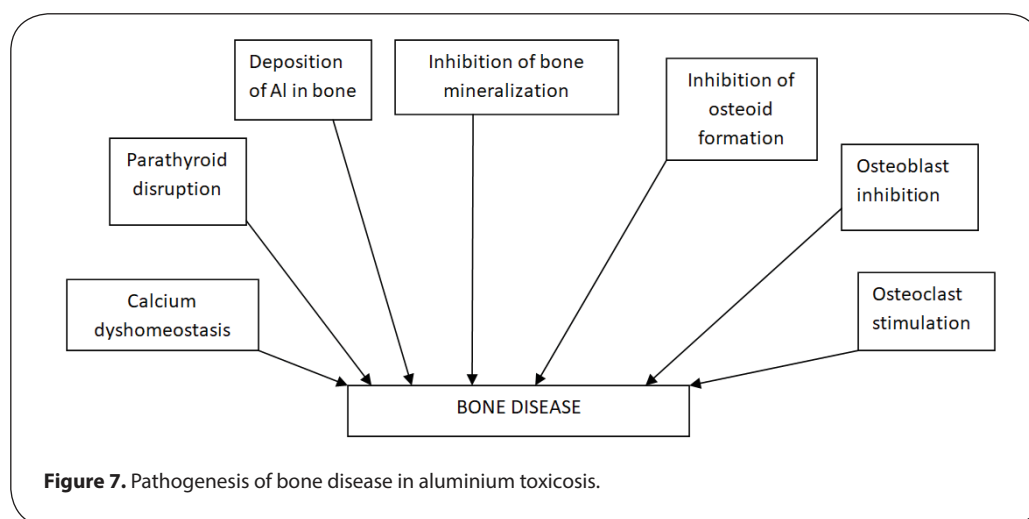 Deposition
of Al in bone
Inhibition of bone
mineralization
Inhibition of
osteoid
formation
Parathyroid
disruption
Osteoblast
inhibition
Calcium
dyshomeostasis
Osteoclast
stimulation
BONE DISEASE
Figure 7. Pathogenesis of bone disease in aluminium toxicosis.